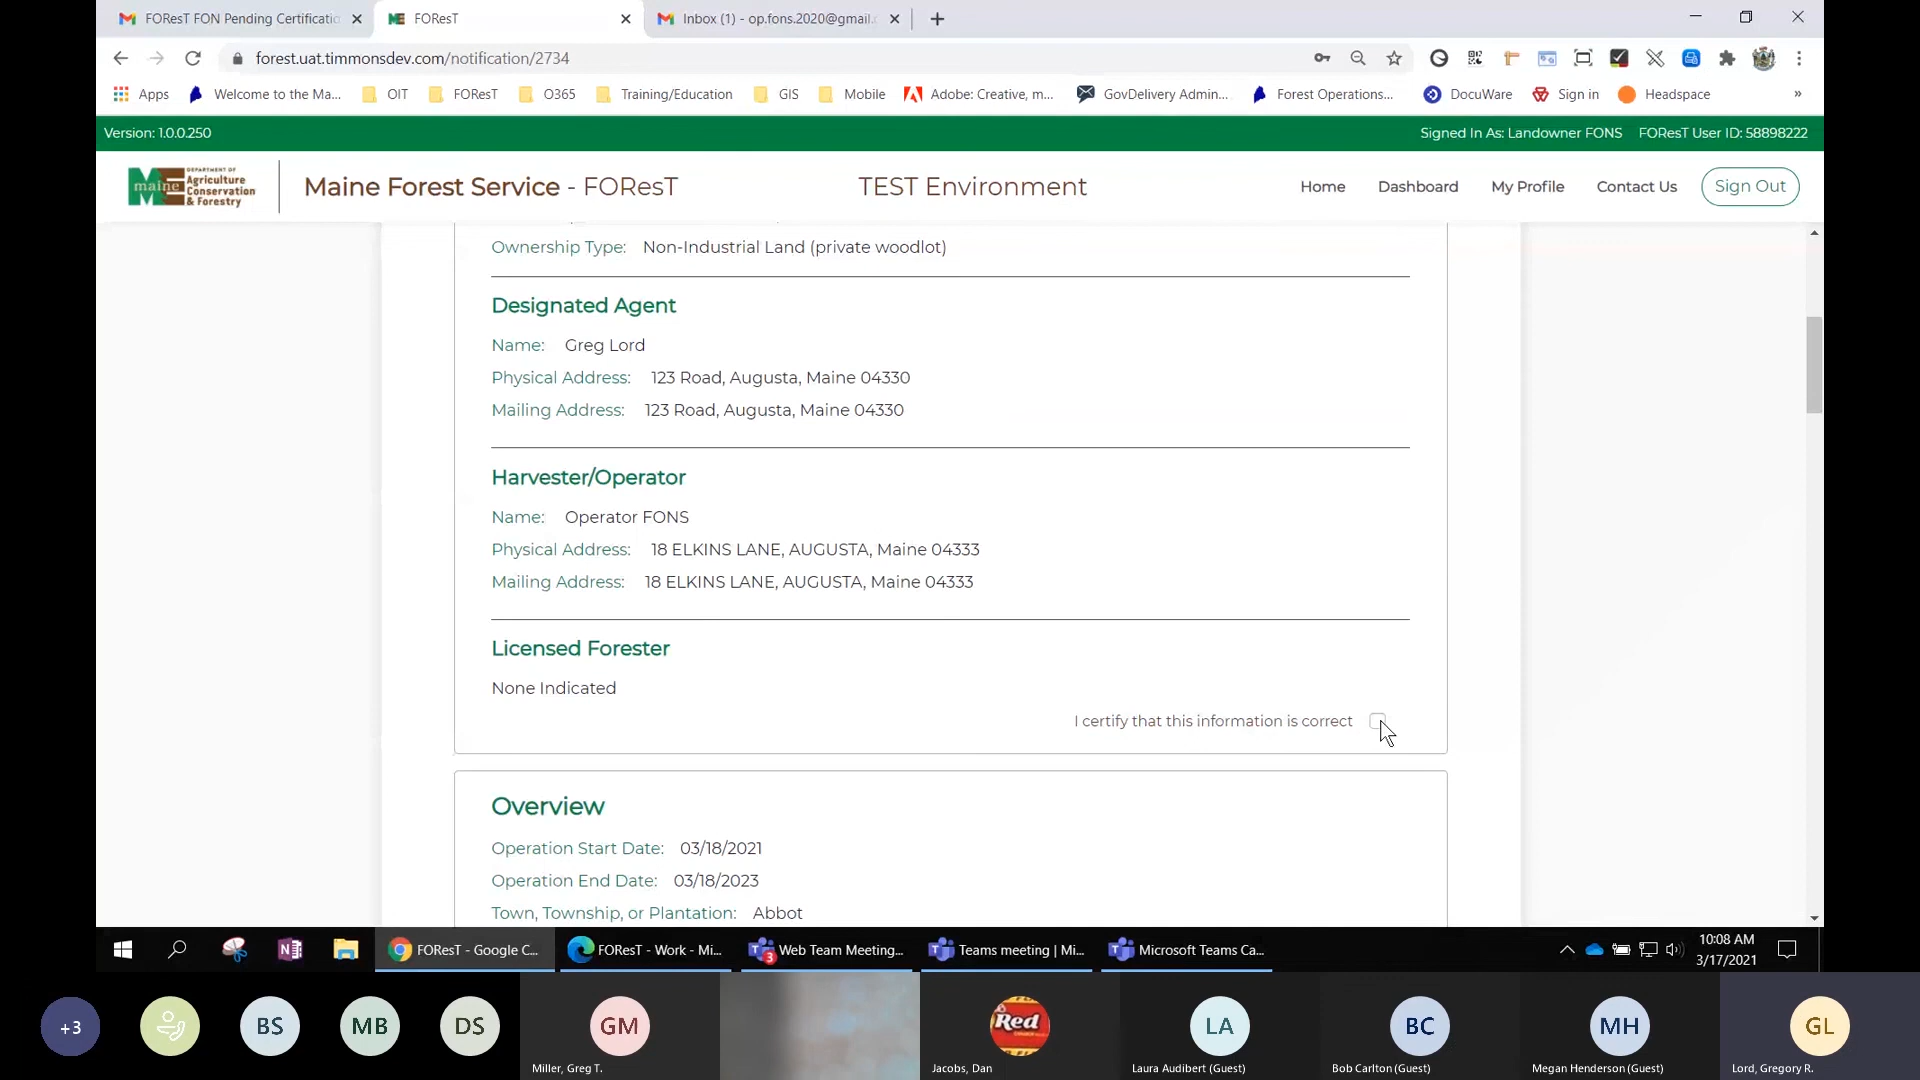 FOResT FON Pending Certificatio
FOResT
Inbox (1) - op.fons.2020@gmail.c
forest.uat.timmonsdev.com/notification/2734
Apps
Welcome to the Ma...
OIT
FOResT
O365
Training/Education
GIS
Mobile
Adobe: Creative, m...
GovDelivery Admin...
Forest Operations...
DocuWare
Sign in
Headspace
»
Version: 1.0.0.250
Signed In As: Landowner FONS
FOResT User ID: 58898222
maine
DEPARTMENT OF
Agriculture
Conservation
& Forestry
Maine Forest Service - FOResT
TEST Environment
Home
Dashboard
My Profile
Contact Us
Sign Out
Ownership Type: Non-Industrial Land (private woodlot)
Designated Agent
Name: Greg Lord
Physical Address: 123 Road, Augusta, Maine 04330
Mailing Address: 123 Road, Augusta, Maine 04330
Harvester/Operator
Name: Operator FONS
Physical Address: 18 ELKINS LANE, AUGUSTA, Maine 04333
Mailing Address: 18 ELKINS LANE, AUGUSTA, Maine 04333
Licensed Forester
None Indicated
I certify that this information is correct
Overview
Operation Start Date: 03/18/2021
Operation End Date: 03/18/2023
Town, Township, or Plantation: Abbot
FOResT - Google C...
FOResT - Work - Mi...
3
Web Team Meeting...
Teams meeting | Mi...
Microsoft Teams Ca...
10:08 AM
3/17/2021
+3
BS
MB
DS
GM
Miller, Greg T.
Red
Jacobs, Dan
LA
Laura Audibert (Guest)
BC
Bob Carlton (Guest)
MH
Megan Henderson (Guest)
GL
Lord, Gregory R.